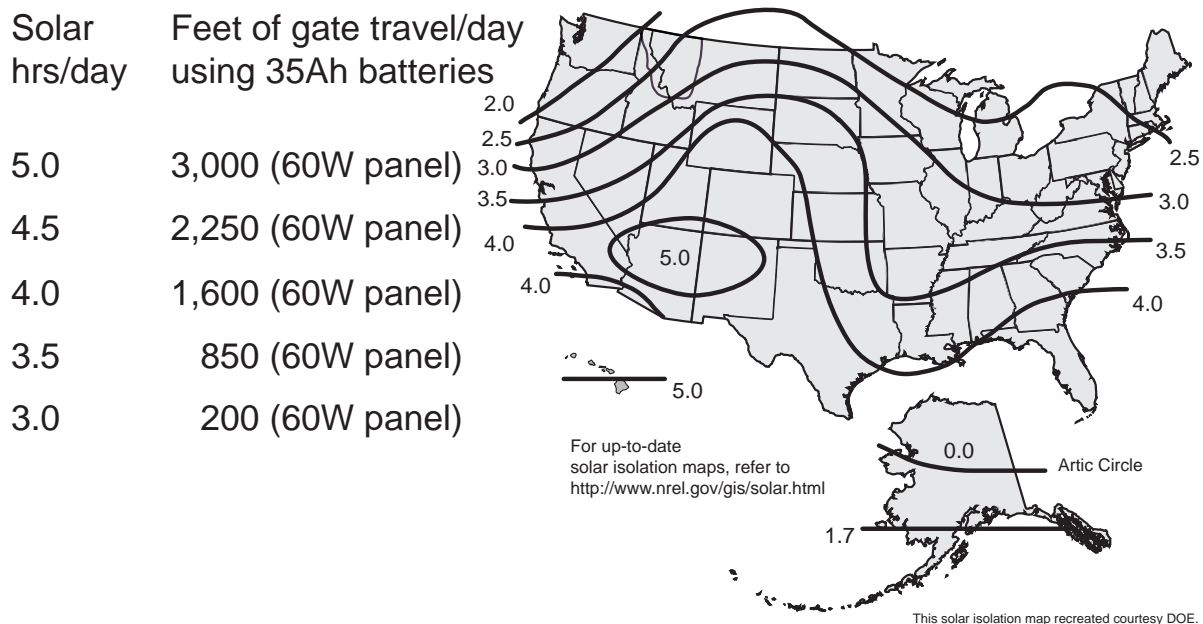 Solar Feet of gate travel/day
hrs/day using 35Ah batteries
5.0 3,000 (60W panel)
4.5 2,250 (60W panel)
4.0 1,600 (60W panel)
3.5 850 (60W panel)
3.0 200 (60W panel)
2.0
2.5
3.0
3.5
4.0
4.0
5.0
2.5
3.0
3.5
4.0
5.0
For up-to-date
solar isolation maps, refer to
http://www.nrel.gov/gis/solar.html
0.0
Artic Circle
1.7
This solar isolation map recreated courtesy DOE.